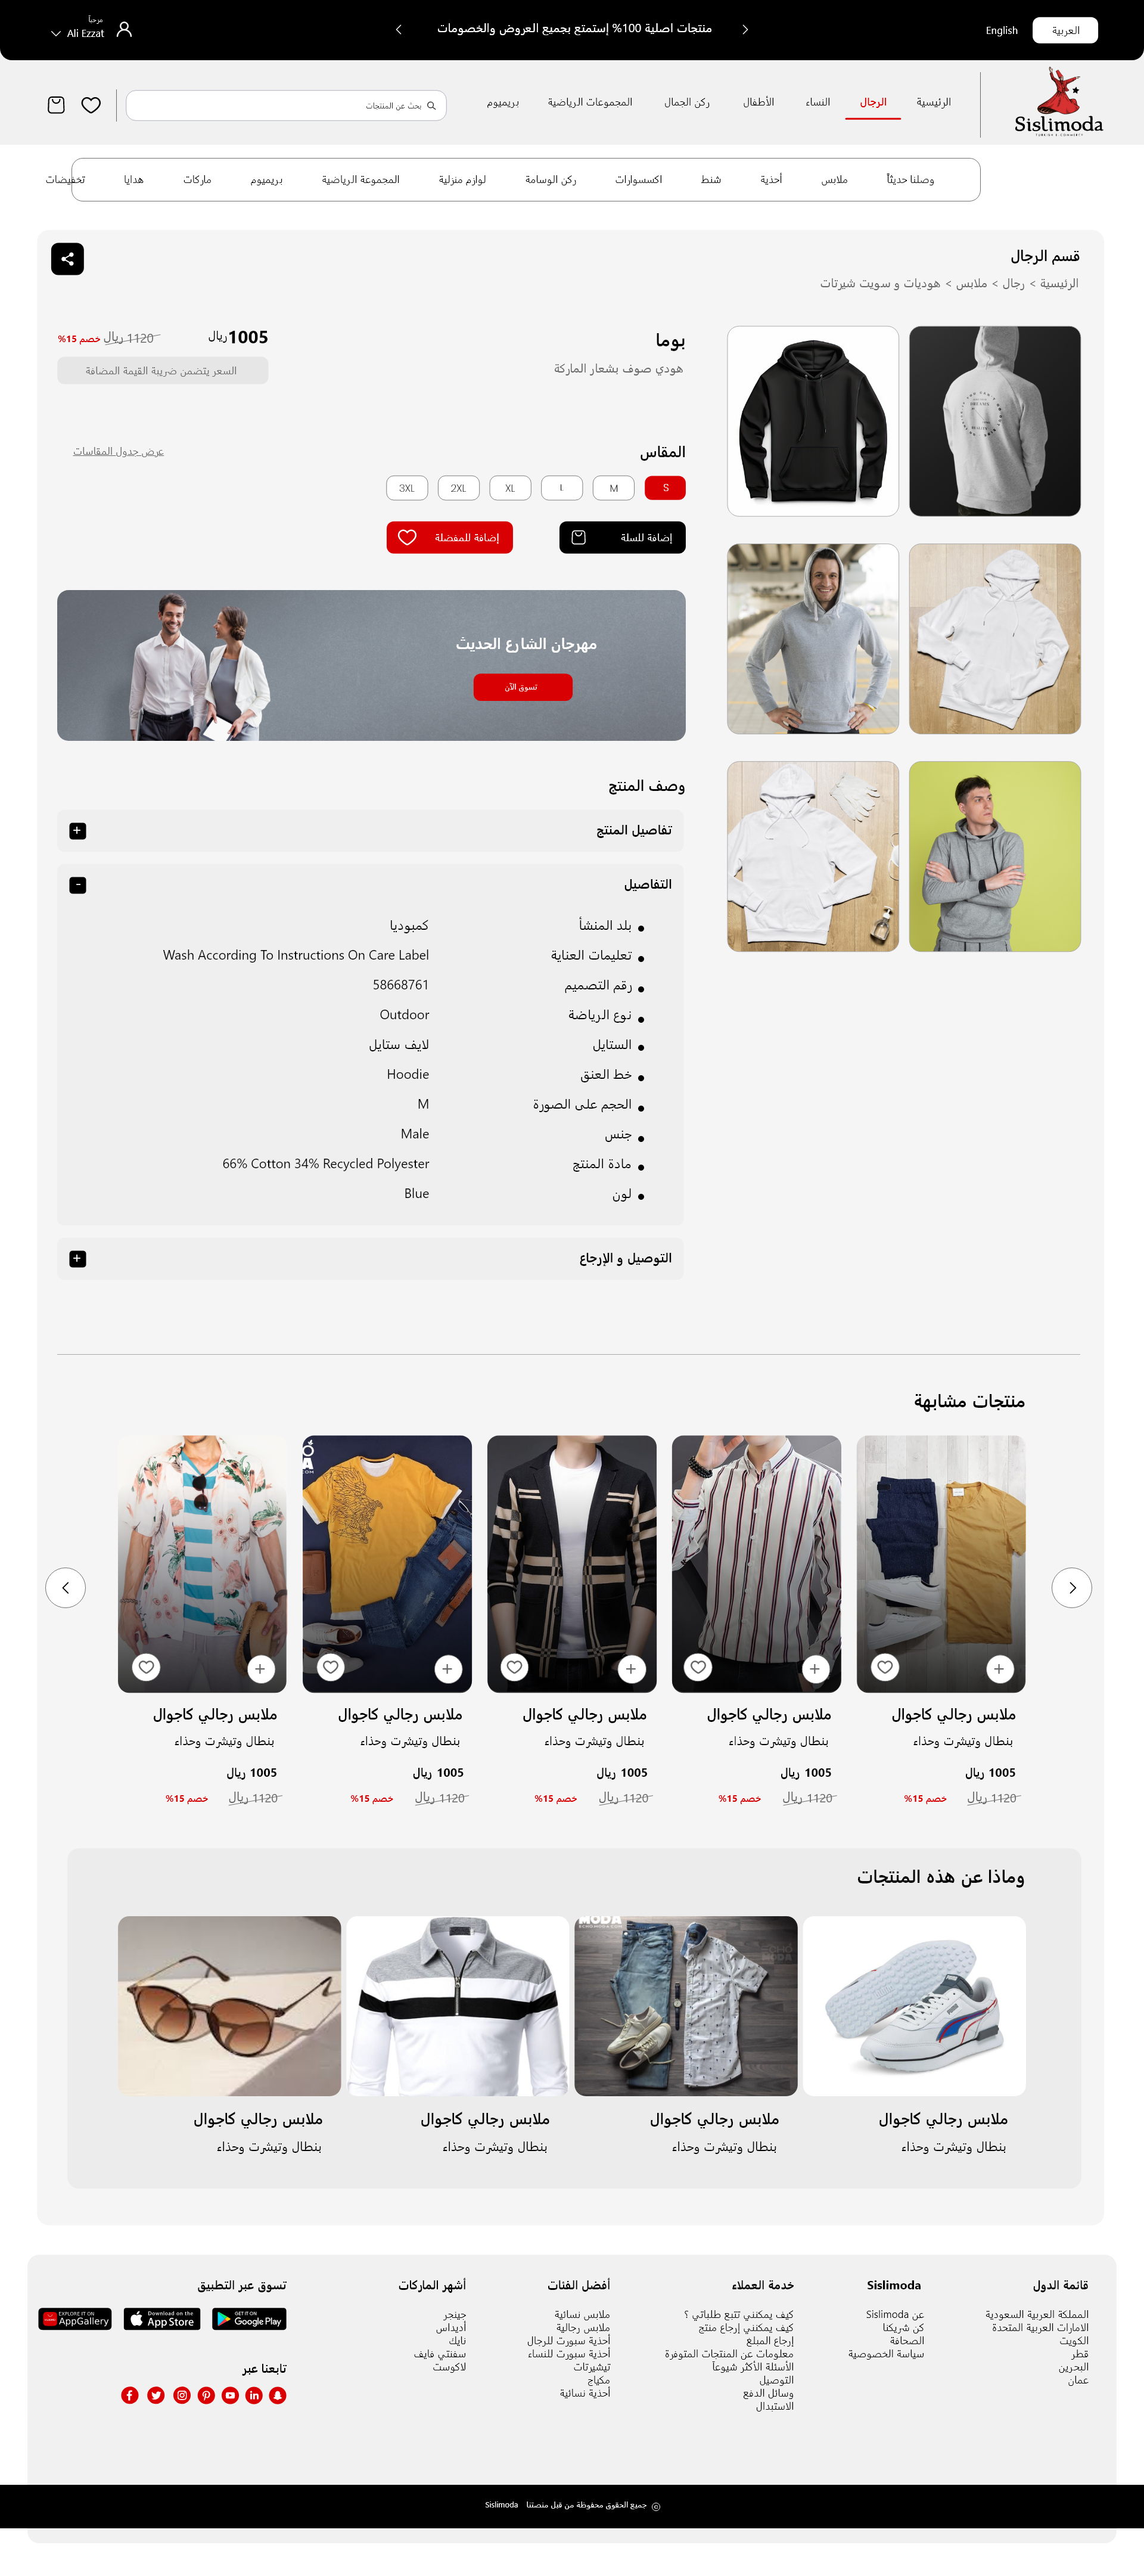 العربية
English
منتجات اصلية 100% إستمتع بجميع العروض والخصومات
مرحباً
Ali Ezzat
Sislimoda
TURKISH E-COMMERCE
الرئيسية
الرجال
النساء
الأطفال
ركن الجمال
المجموعات الرياضية
بريميوم
بحث عن المنتجات
وصلنا حديثاً
ملابس
أحذية
شنط
اكسسوارات
ركن الوسامة
لوازم منزلية
المجموعة الرياضية
بريميوم
ماركات
هدايا
تخفيضات
قسم الرجال
الرئيسية > رجال > ملابس > هوديات و سويت شيرتات
بوما
هودي صوف بشعار الماركة
1005 ريال
1120 ريال
خصم 15%
السعر يتضمن ضريبة القيمة المضافة
المقاس
عرض جدول المقاسات
S
M
L
XL
2XL
3XL
إضافة للسلة
إضافة للمفضلة
مهرجان الشارع الحديث
تسوق الآن
وصف المنتج
تفاصيل المنتج
+
التفاصيل
-
بلد المنشأ
كمبوديا
تعليمات العناية
Wash According To Instructions On Care Label
رقم التصميم
58668761
نوع الرياضة
Outdoor
الستايل
لايف ستايل
خط العنق
Hoodie
الحجم على الصورة
M
جنس
Male
مادة المنتج
66% Cotton 34% Recycled Polyester
لون
Blue
التوصيل و الإرجاع
+
منتجات مشابهة
ملابس رجالي كاجوال
بنطال وتيشرت وحذاء
1005 ريال
1120 ريال
خصم 15%
ملابس رجالي كاجوال
بنطال وتيشرت وحذاء
1005 ريال
1120 ريال
خصم 15%
ملابس رجالي كاجوال
بنطال وتيشرت وحذاء
1005 ريال
1120 ريال
خصم 15%
ملابس رجالي كاجوال
بنطال وتيشرت وحذاء
1005 ريال
1120 ريال
خصم 15%
ملابس رجالي كاجوال
بنطال وتيشرت وحذاء
1005 ريال
1120 ريال
خصم 15%
وماذا عن هذه المنتجات
MODA
ملابس رجالي كاجوال
بنطال وتيشرت وحذاء
ملابس رجالي كاجوال
بنطال وتيشرت وحذاء
ملابس رجالي كاجوال
بنطال وتيشرت وحذاء
ملابس رجالي كاجوال
بنطال وتيشرت وحذاء
قائمة الدول
المملكة العربية السعودية
الامارات العربية المتحدة
الكويت
قطر
البحرين
عمان
Sislimoda
عن Sislimoda
كن شريكنا
الصحافة
سياسة الخصوصية
خدمة العملاء
كيف يمكنني تتبع طلباتي ؟
كيف يمكنني إرجاع منتج
إرجاع المبلغ
معلومات عن المنتجات المتوفرة
الأسئلة الأكثر شيوعاً
التوصيل
وسائل الدفع
الاستبدال
أفضل الفئات
ملابس نسائية
ملابس رجالية
أحذية سبورت للرجال
أحذية سبورت للنساء
تيشيرتات
مكياج
أحذية نسائية
أشهر الماركات
جينجر
أديداس
نايك
سفنتي فايف
لاكوست
تسوق عبر التطبيق
GET IT ON
Google Play
Download on the
App Store
EXPLORE IT ON
AppGallery
تابعنا عبر
© جميع الحقوق محفوظة من قبل منصتنا Sislimoda